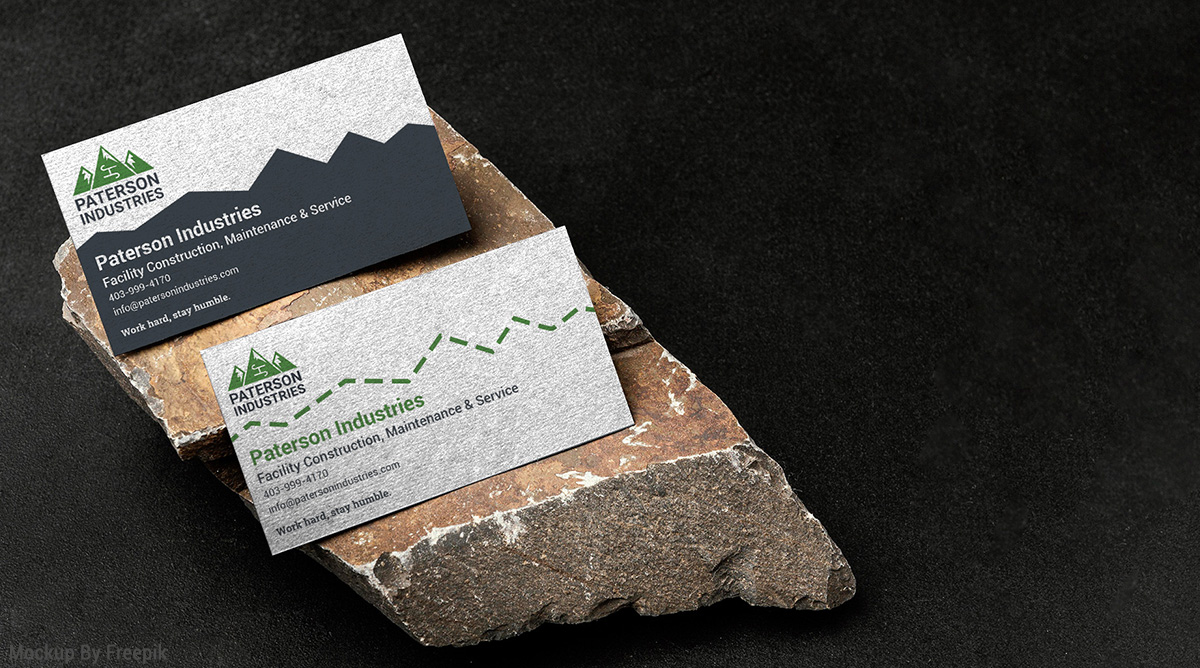 PATERSON
INDUSTRIES
Paterson Industries
Facility Construction, Maintenance & Service
403-999-4170
info@patersonindustries.com
Work hard, stay humble.
PATERSON
INDUSTRIES
Paterson Industries
Facility Construction, Maintenance & Service
403-999-4170
info@patersonindustries.com
Work hard, stay humble.
Mockup By Freepik